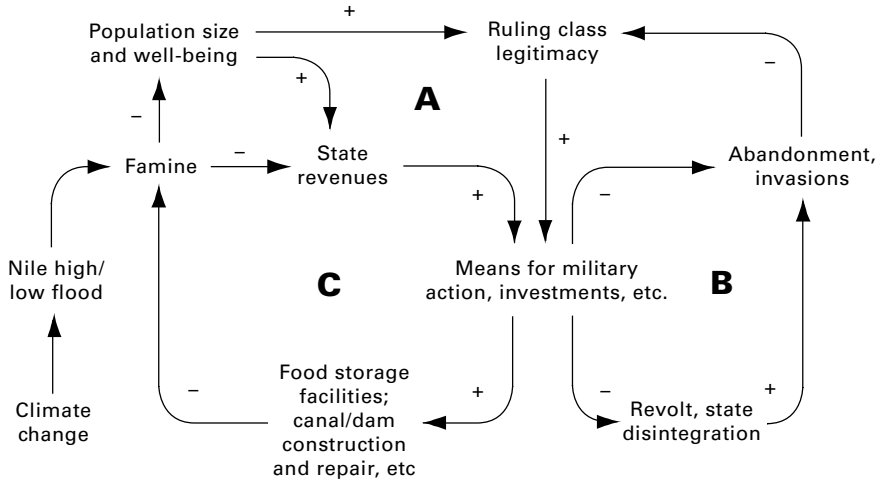 Population size
and well-being
+
Ruling class
legitimacy
+
−
A
−
Famine
−
State
revenues
+
+
−
Abandonment,
invasions
Nile high/
low flood
C
Means for military
action, investments, etc.
B
Climate
change
−
Food storage
facilities;
canal/dam
construction
and repair, etc
+
−
Revolt, state
disintegration
+